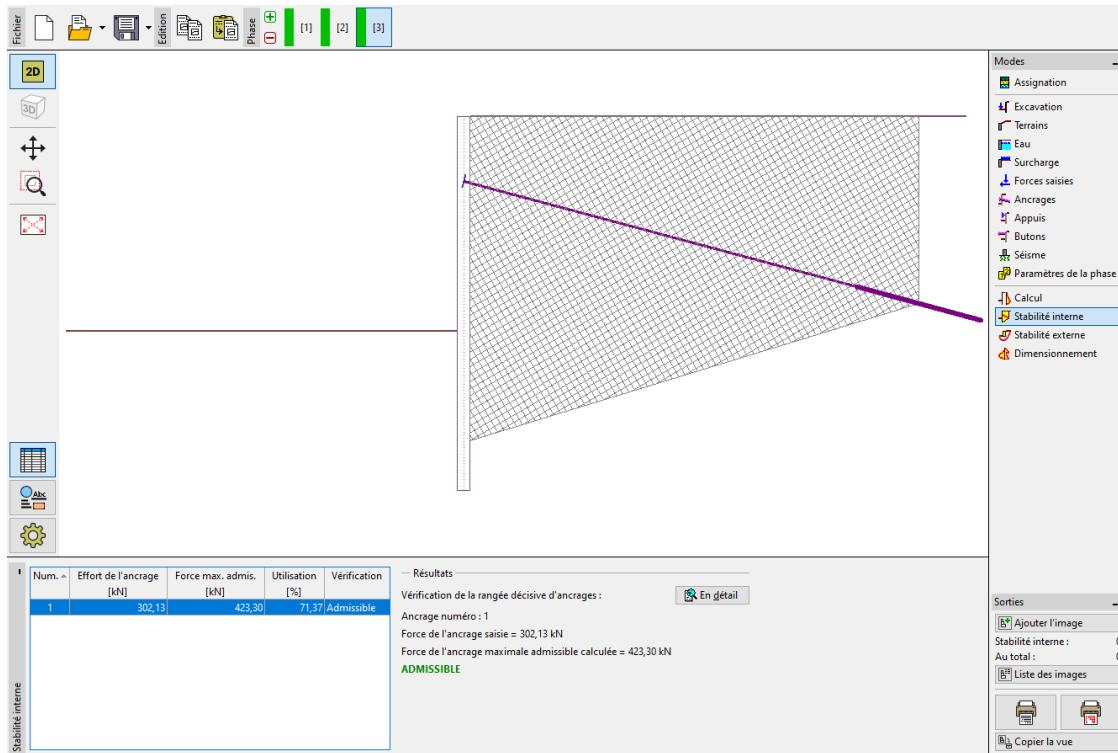 Fichier
Edition
Phase
[1]
[2]
[3]
2D
3D
Modes
Assignation
Excavation
Terrains
Eau
Surcharge
Forces saisies
Ancrages
Appuis
Butons
Séisme
Paramètres de la phase
Calcul
Stabilité interne
Stabilité externe
Dimensionnement
Abc
Stabilité interne
Num. Effort de l'ancrage Force max. admis. Utilisation Vérification
[kN] [kN] [%]
1 302,13 423,30 71,37 Admissible
Résultats
Vérification de la rangée décisive d'ancrages :
En détail
Ancrage numéro : 1
Force de l'ancrage saisie = 302,13 kN
Force de l'ancrage maximale admissible calculée = 423,30 kN
ADMISSIBLE
Sorties
Ajouter l'image
Stabilité interne :
Au total :
Liste des images
Copier la vue